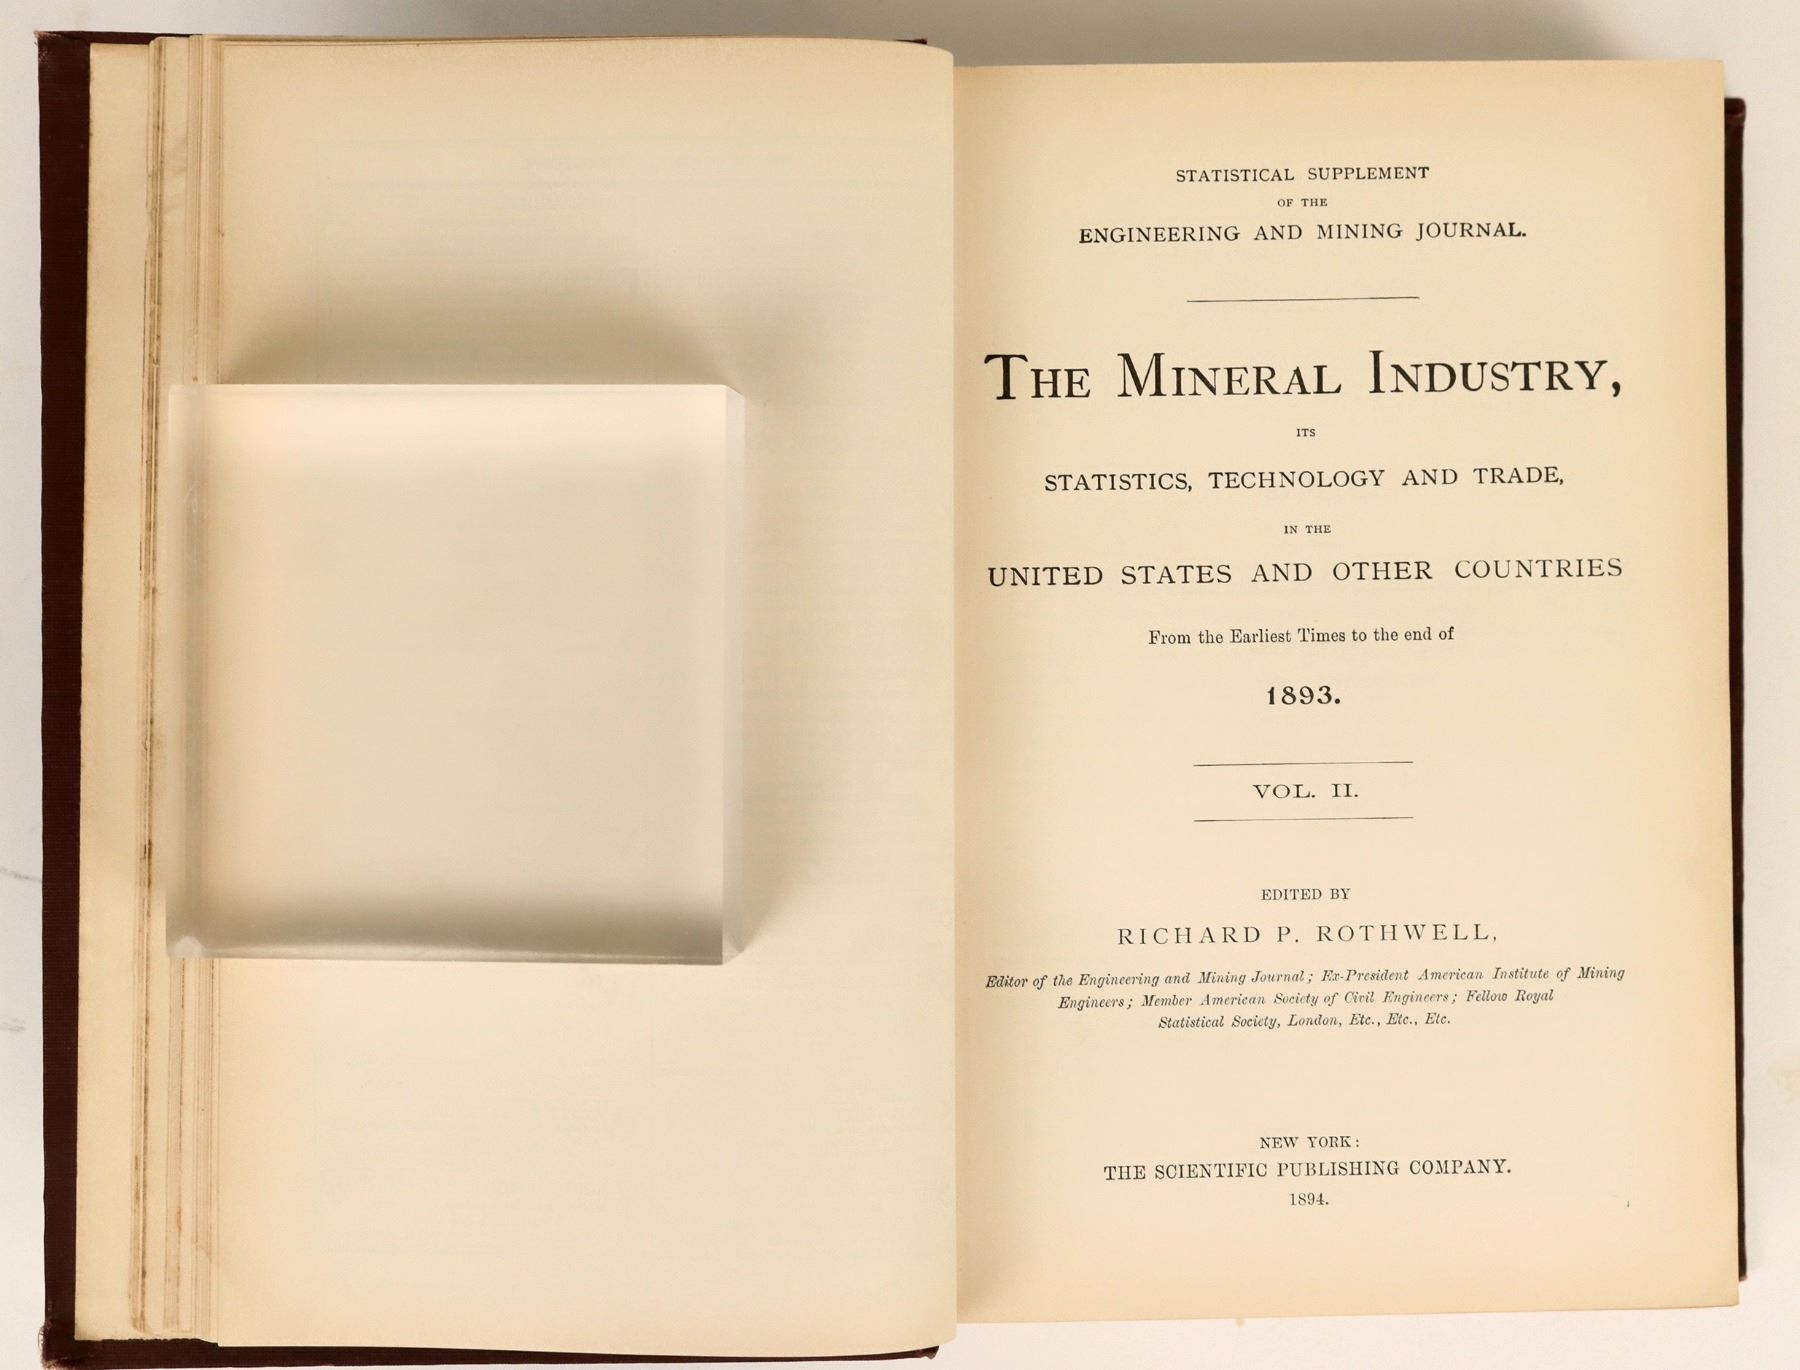 STATISTICAL SUPPLEMENT
OF THE
ENGINEERING AND MINING JOURNAL.
THE MINERAL INDUSTRY,
ITS
STATISTICS, TECHNOLOGY AND TRADE,
IN THE
UNITED STATES AND OTHER COUNTRIES
From the Earliest Times to the end of
1893.
VOL. II.
EDITED BY
RICHARD P. ROTHWELL,
Editor of the Engineering and Mining Journal; Ex-President American Institute of Mining
Engineers; Member American Society of Civil Engineers; Fellow Royal
Statistical Society, London, Etc., Etc., Etc.
NEW YORK:
THE SCIENTIFIC PUBLISHING COMPANY.
1894.